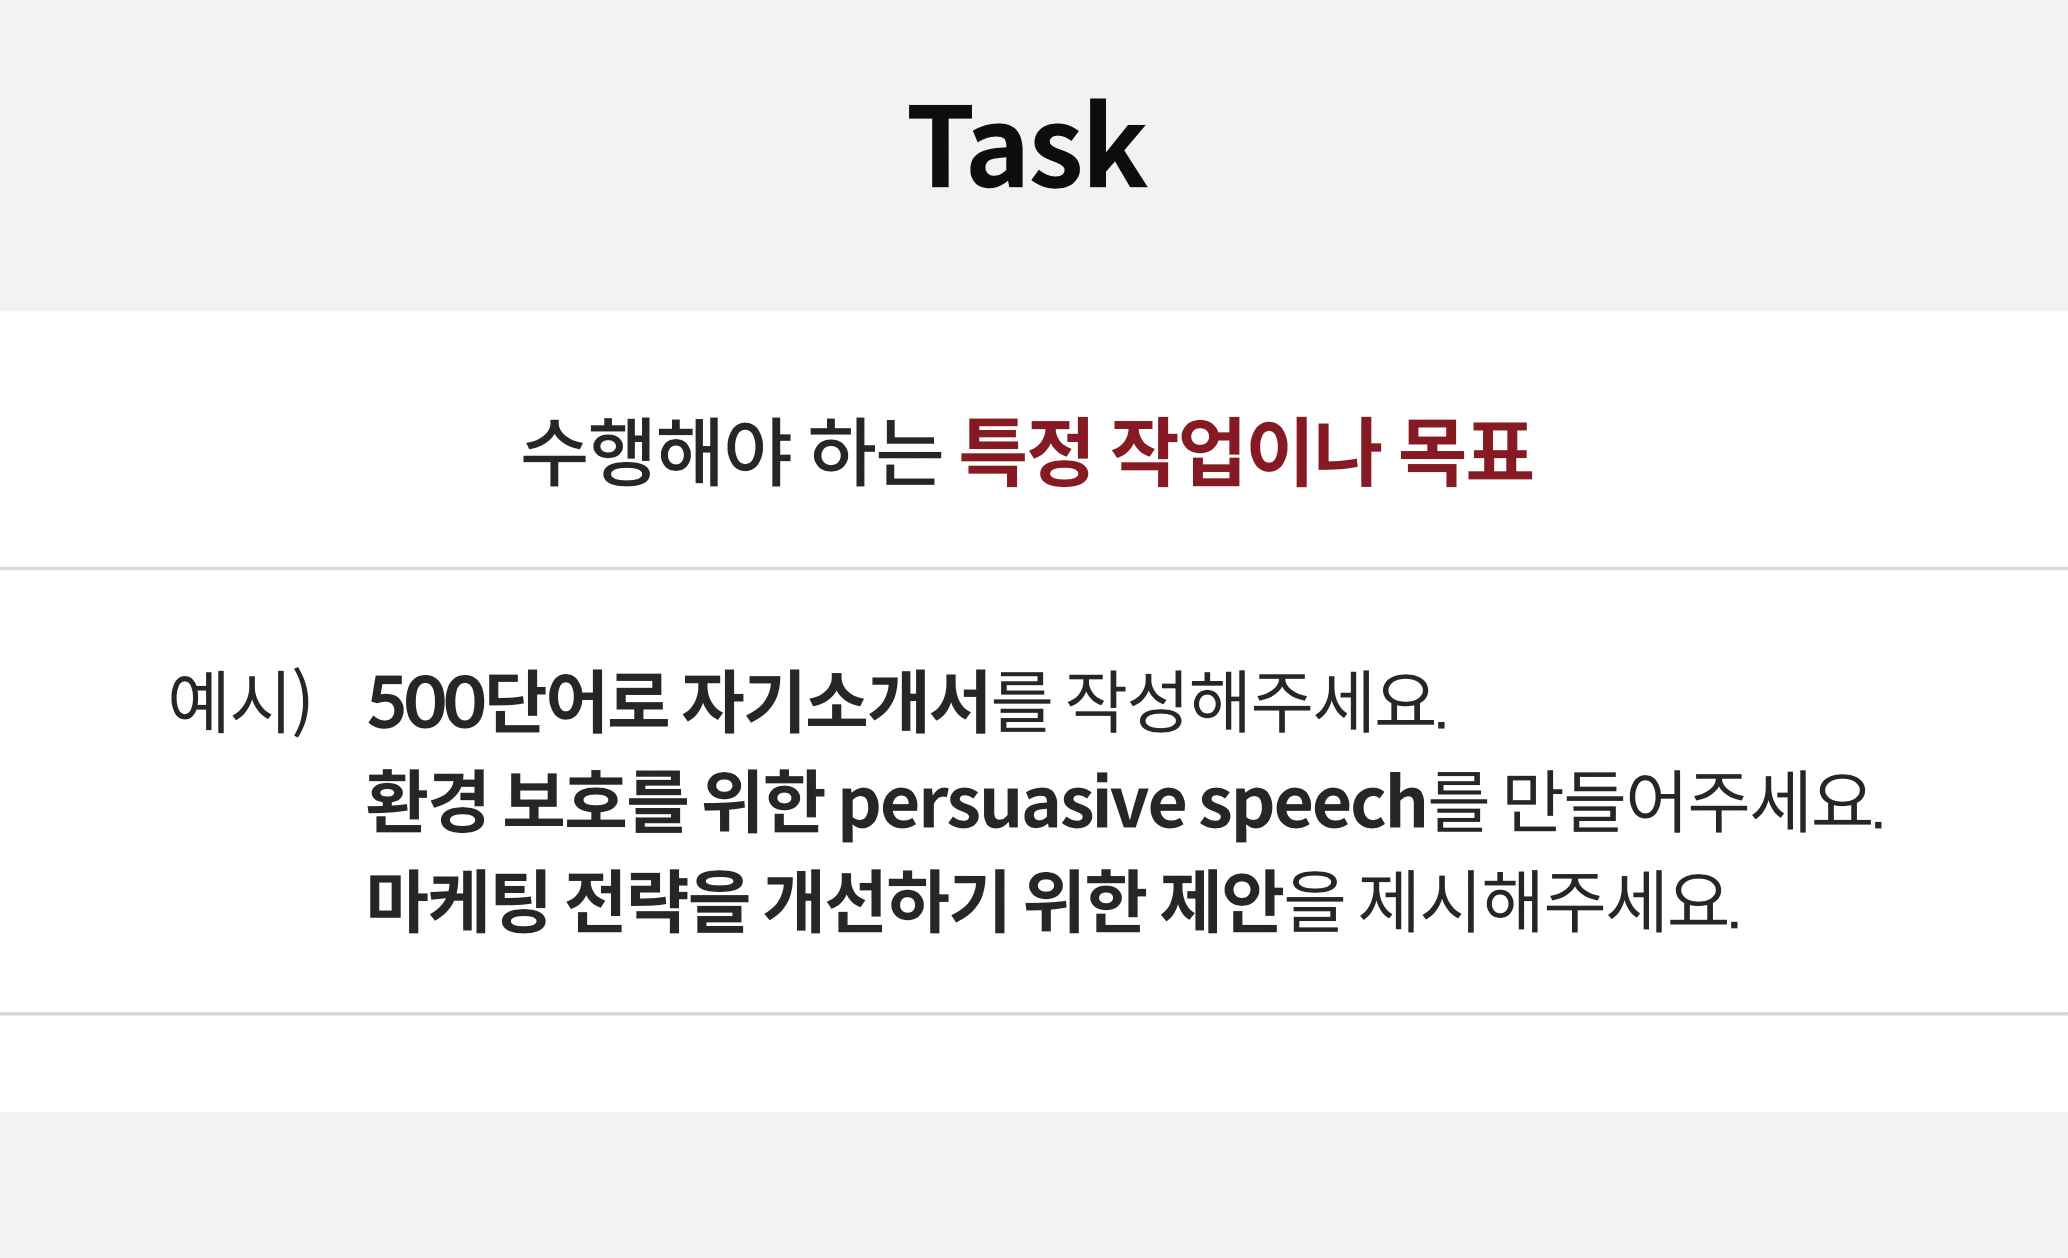 Task
수행해야 하는 특정 작업이나 목표
예시) 500단어로 자기소개서를 작성해주세요.
환경 보호를 위한 persuasive speech를 만들어주세요.
마케팅 전략을 개선하기 위한 제안을 제시해주세요.